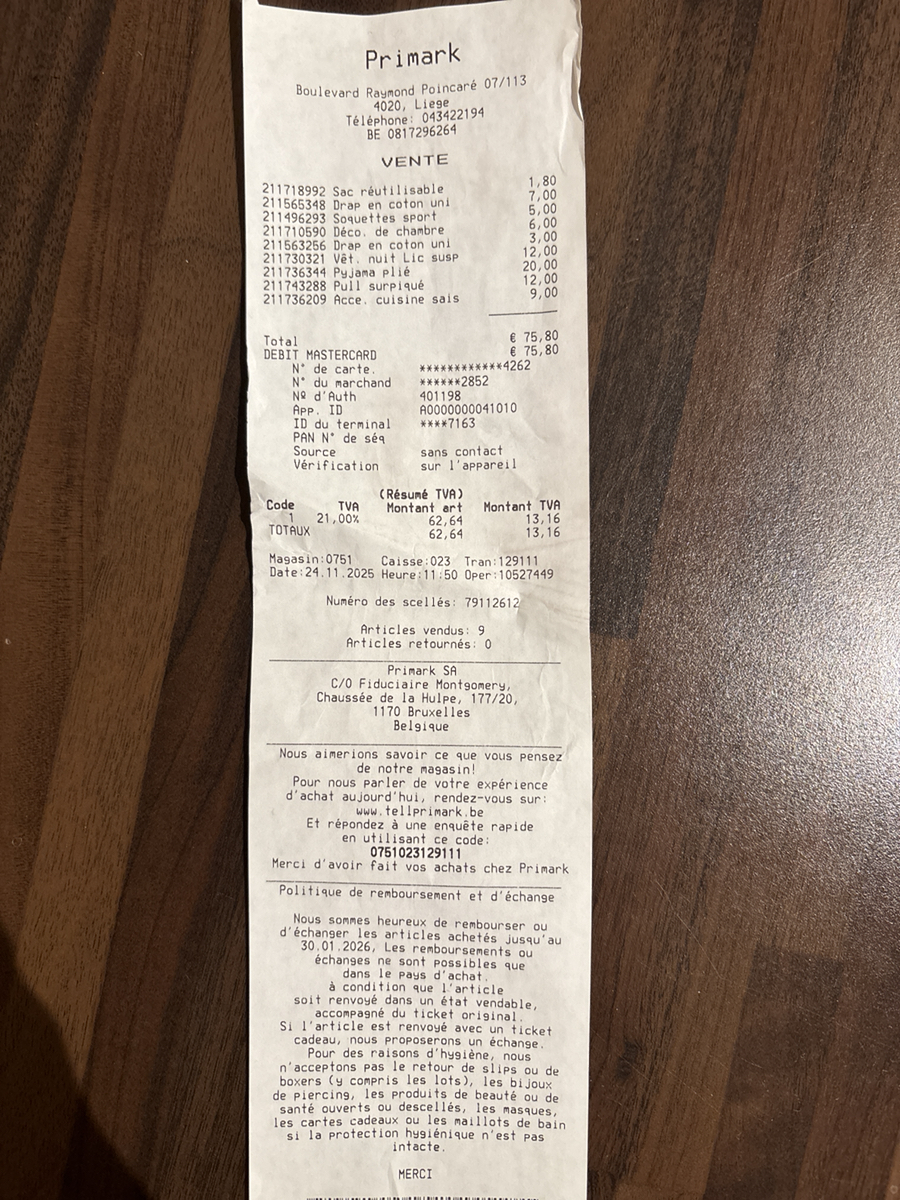 Primark
Boulevard Raymond Poincaré 07/113
4020, Liege
Téléphone: 043422194
BE 0817296264
VENTE
211718992 Sac réutilisable 1,80
211565348 Drap en coton uni 7,00
211496293 Soquettes sport 5,00
211710590 Déco. de chambre 6,00
211563256 Drap en coton uni 3,00
211730321 Vêt. nuit Lic susp 12,00
211736344 Pyjama plié 20,00
211743288 Pull surpiqué 12,00
211736209 Acce. cuisine sais 9,00
Total € 75,80
DEBIT MASTERCARD € 75,80
N° de carte. ************4262
N° du marchand ******2852
Nº d'Auth 401198
App. ID A0000000041010
ID du terminal ****7163
PAN N° de séq
Source sans contact
Vérification sur l'appareil
(Résumé TVA)
Code TVA Montant art Montant TVA
1 21,00% 62,64 13,16
TOTAUX 62,64 13,16
Magasin:0751 Caisse:023 Tran:129111
Date:24.11.2025 Heure:11:50 Oper:10527449
Numéro des scellés: 79112612
Articles vendus: 9
Articles retournés: 0
Primark SA
C/O Fiduciaire Montgomery,
Chaussée de la Hulpe, 177/20,
1170 Bruxelles
Belgique
Nous aimerions savoir ce que vous pensez
de notre magasin!
Pour nous parler de votre expérience
d'achat aujourd'hui, rendez-vous sur:
www.tellprimark.be
Et répondez à une enquête rapide
en utilisant ce code:
0751023129111
Merci d'avoir fait vos achats chez Primark
Politique de remboursement et d'échange
Nous sommes heureux de rembourser ou
d'échanger les articles achetés jusqu'au
30.01.2026, Les remboursements ou
échanges ne sont possibles que
dans le pays d'achat.
à condition que l'article
soit renvoyé dans un état vendable,
accompagné du ticket original.
Si l'article est renvoyé avec un ticket
cadeau, nous proposerons un échange.
Pour des raisons d'hygiène, nous
n'acceptons pas le retour de slips ou de
boxers (y compris les lots), les bijoux
de piercing, les produits de beauté ou de
santé ouverts ou descellés, les masques,
les cartes cadeaux ou les maillots de bain
si la protection hygiénique n'est pas
intacte.
MERCI